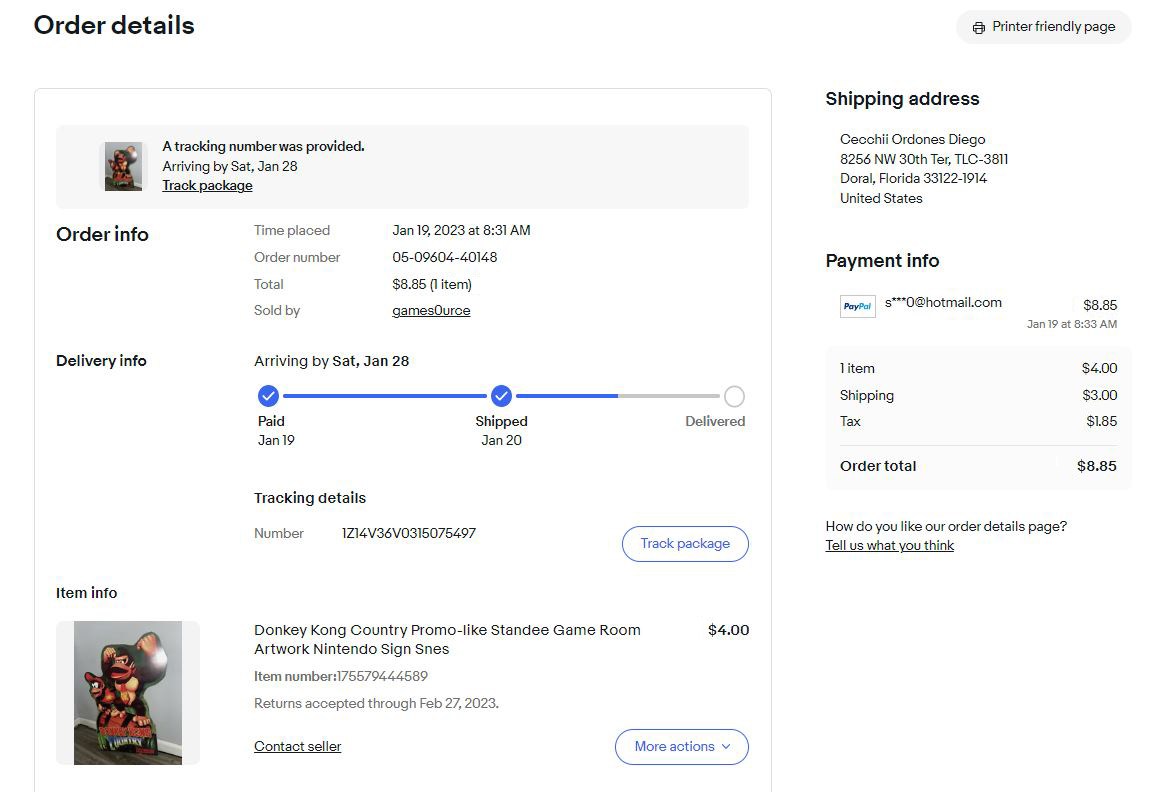 Order details
Printer friendly page
A tracking number was provided.
Arriving by Sat, Jan 28
Track package
Order info
Time placed Jan 19, 2023 at 8:31 AM
Order number 05-09604-40148
Total $8.85 (1 item)
Sold by games0urce
Delivery info
Arriving by Sat, Jan 28
Paid Shipped Delivered
Jan 19 Jan 20
Tracking details
Number 1Z14V36V0315075497
Track package
Item info
DONKEY KONG
COUNTRY
Donkey Kong Country Promo-like Standee Game Room $4.00
Artwork Nintendo Sign Snes
Item number:175579444589
Returns accepted through Feb 27, 2023.
Contact seller
More actions
Shipping address
Cecchii Ordones Diego
8256 NW 30th Ter, TLC-3811
Doral, Florida 33122-1914
United States
Payment info
PayPal s***0@hotmail.com $8.85
Jan 19 at 8:33 AM
1 item $4.00
Shipping $3.00
Tax $1.85
Order total $8.85
How do you like our order details page?
Tell us what you think